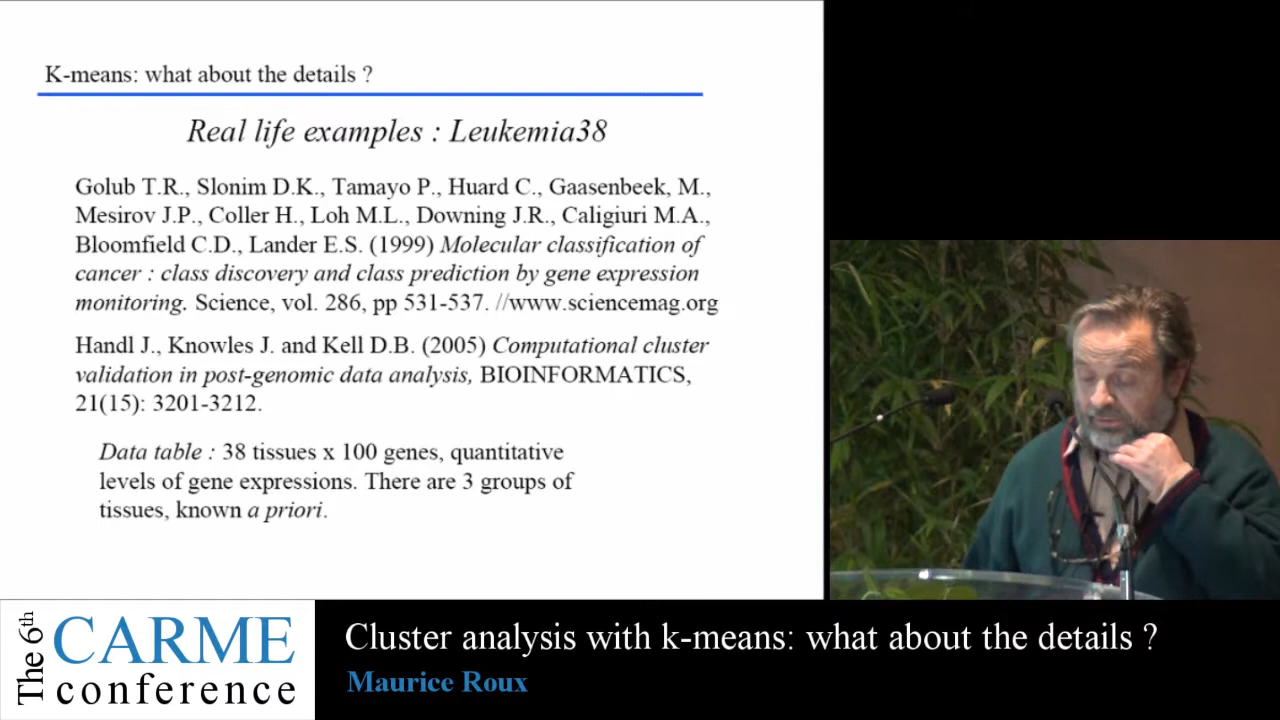 K-means: what about the details ?
Real life examples : Leukemia38
Golub T.R., Slonim D.K., Tamayo P., Huard C., Gaasenbeek, M.,
Mesirov J.P., Coller H., Loh M.L., Downing J.R., Caligiuri M.A.,
Bloomfield C.D., Lander E.S. (1999) Molecular classification of
cancer : class discovery and class prediction by gene expression
monitoring. Science, vol. 286, pp 531-537. //www.sciencemag.org
Handl J., Knowles J. and Kell D.B. (2005) Computational cluster
validation in post-genomic data analysis, BIOINFORMATICS,
21(15): 3201-3212.
Data table : 38 tissues x 100 genes, quantitative
levels of gene expressions. There are 3 groups of
tissues, known a priori.
The 6th
CARME
conference
Cluster analysis with k-means: what about the details ?
Maurice Roux